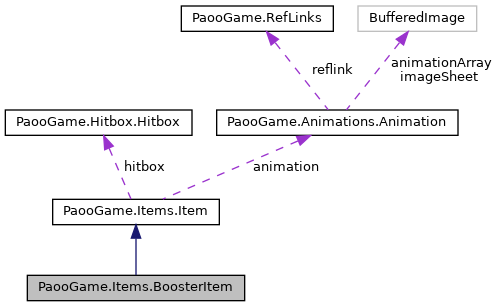 PaooGame.RefLinks
BufferedImage
reflink
animationArray
imageSheet
PaooGame.Hitbox.Hitbox
PaooGame.Animations.Animation
hitbox
animation
PaooGame.Items.Item
PaooGame.Items.BoosterItem